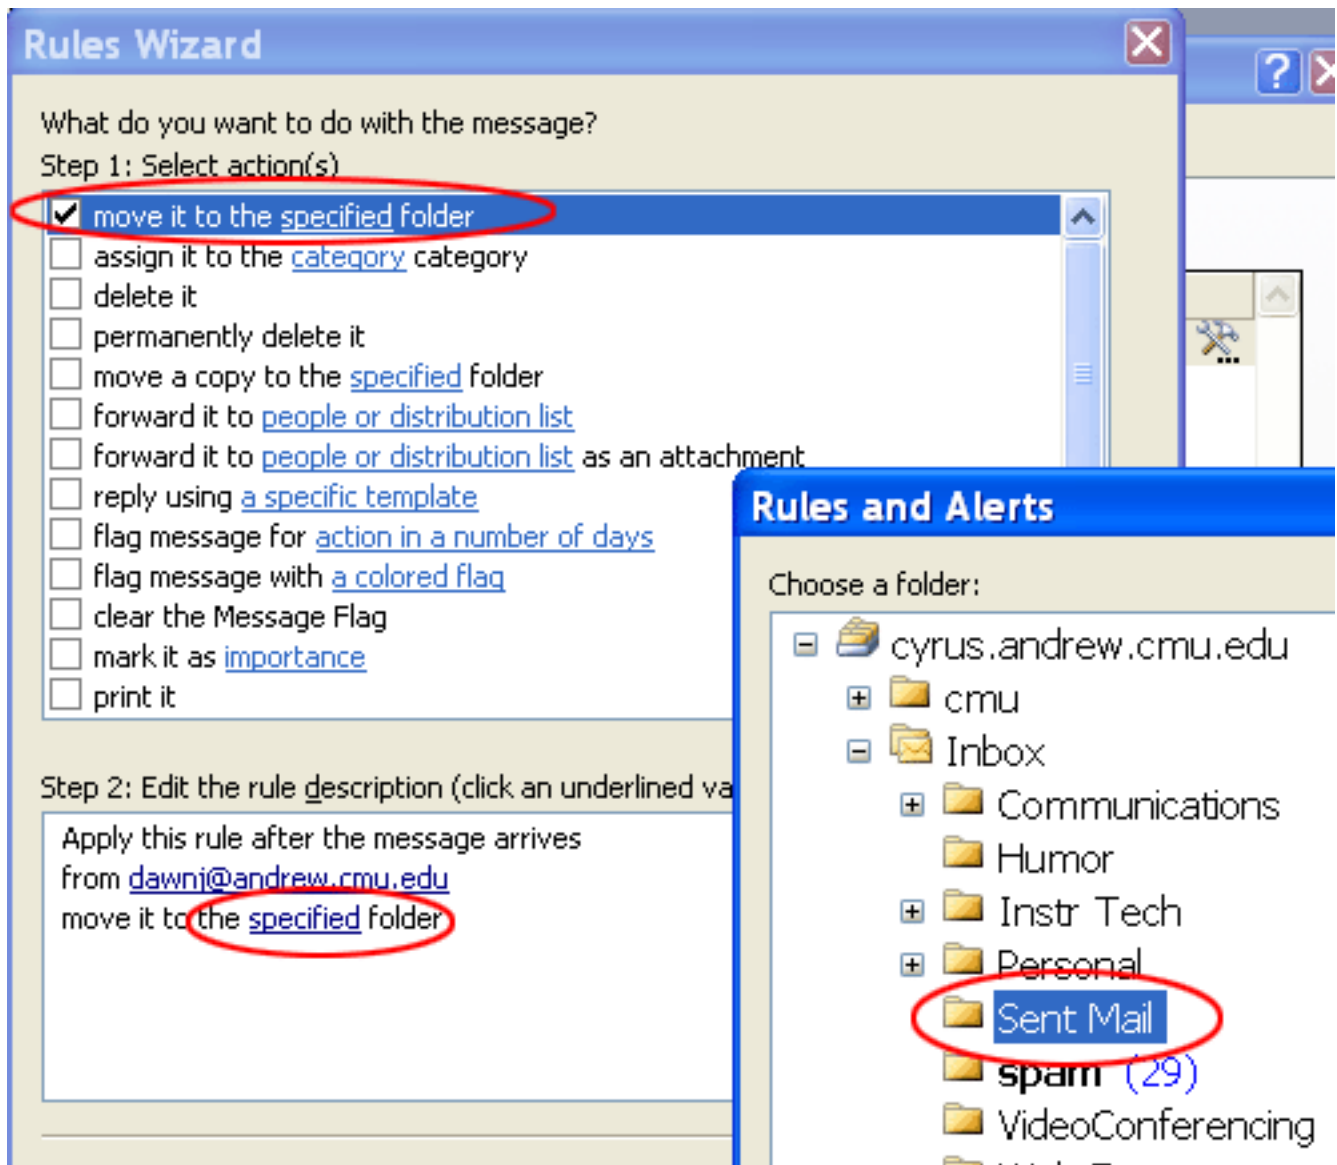 Rules Wizard
What do you want to do with the message?
Step 1: Select action(s)
move it to the specified folder
assign it to the category category
delete it
permanently delete it
move a copy to the specified folder
forward it to people or distribution list
forward it to people or distribution list as an attachment
reply using a specific template
flag message for action in a number of days
flag message with a colored flag
clear the Message Flag
mark it as importance
print it
Step 2: Edit the rule description (click an underlined va
Apply this rule after the message arrives
from dawnj@andrew.cmu.edu
move it to the specified folder
Rules and Alerts
Choose a folder:
cyrus.andrew.cmu.edu
cmu
Inbox
Communications
Humor
Instr Tech
Personal
Sent Mail
spam (29)
VideoConferencing